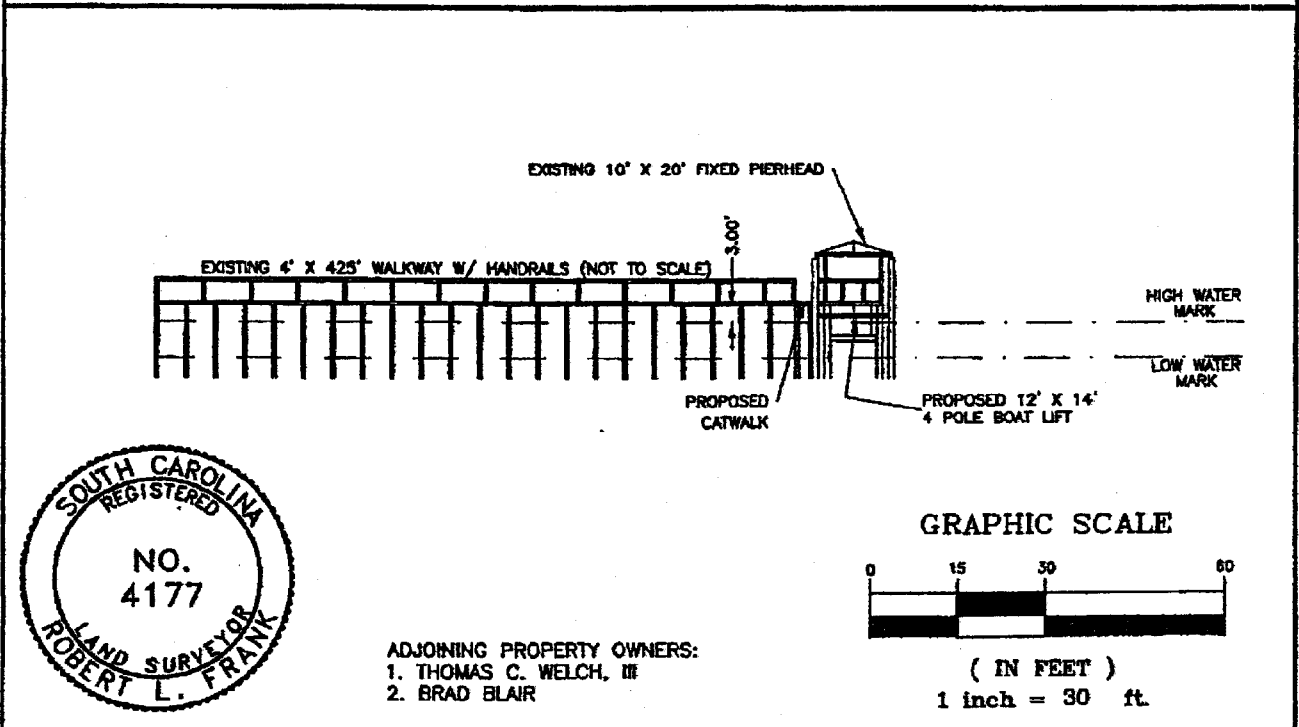 EXISTING 10' X 20' FIXED PIERHEAD
3.00'
EXISTING 4' X 425' WALKWAY W/ HANDRAILS (NOT TO SCALE)
HIGH WATER
MARK
LOW WATER
MARK
PROPOSED
CATWALK
PROPOSED 12' X 14'
4 POLE BOAT LIFT
SOUTH CAROLINA
REGISTERED
NO.
4177
LAND SURVEYOR
ROBERT L. FRANK
ADJOINING PROPERTY OWNERS:
1. THOMAS C. WELCH, III
2. BRAD BLAIR
GRAPHIC SCALE
0 15 30 60
( IN FEET )
1 inch = 30 ft.